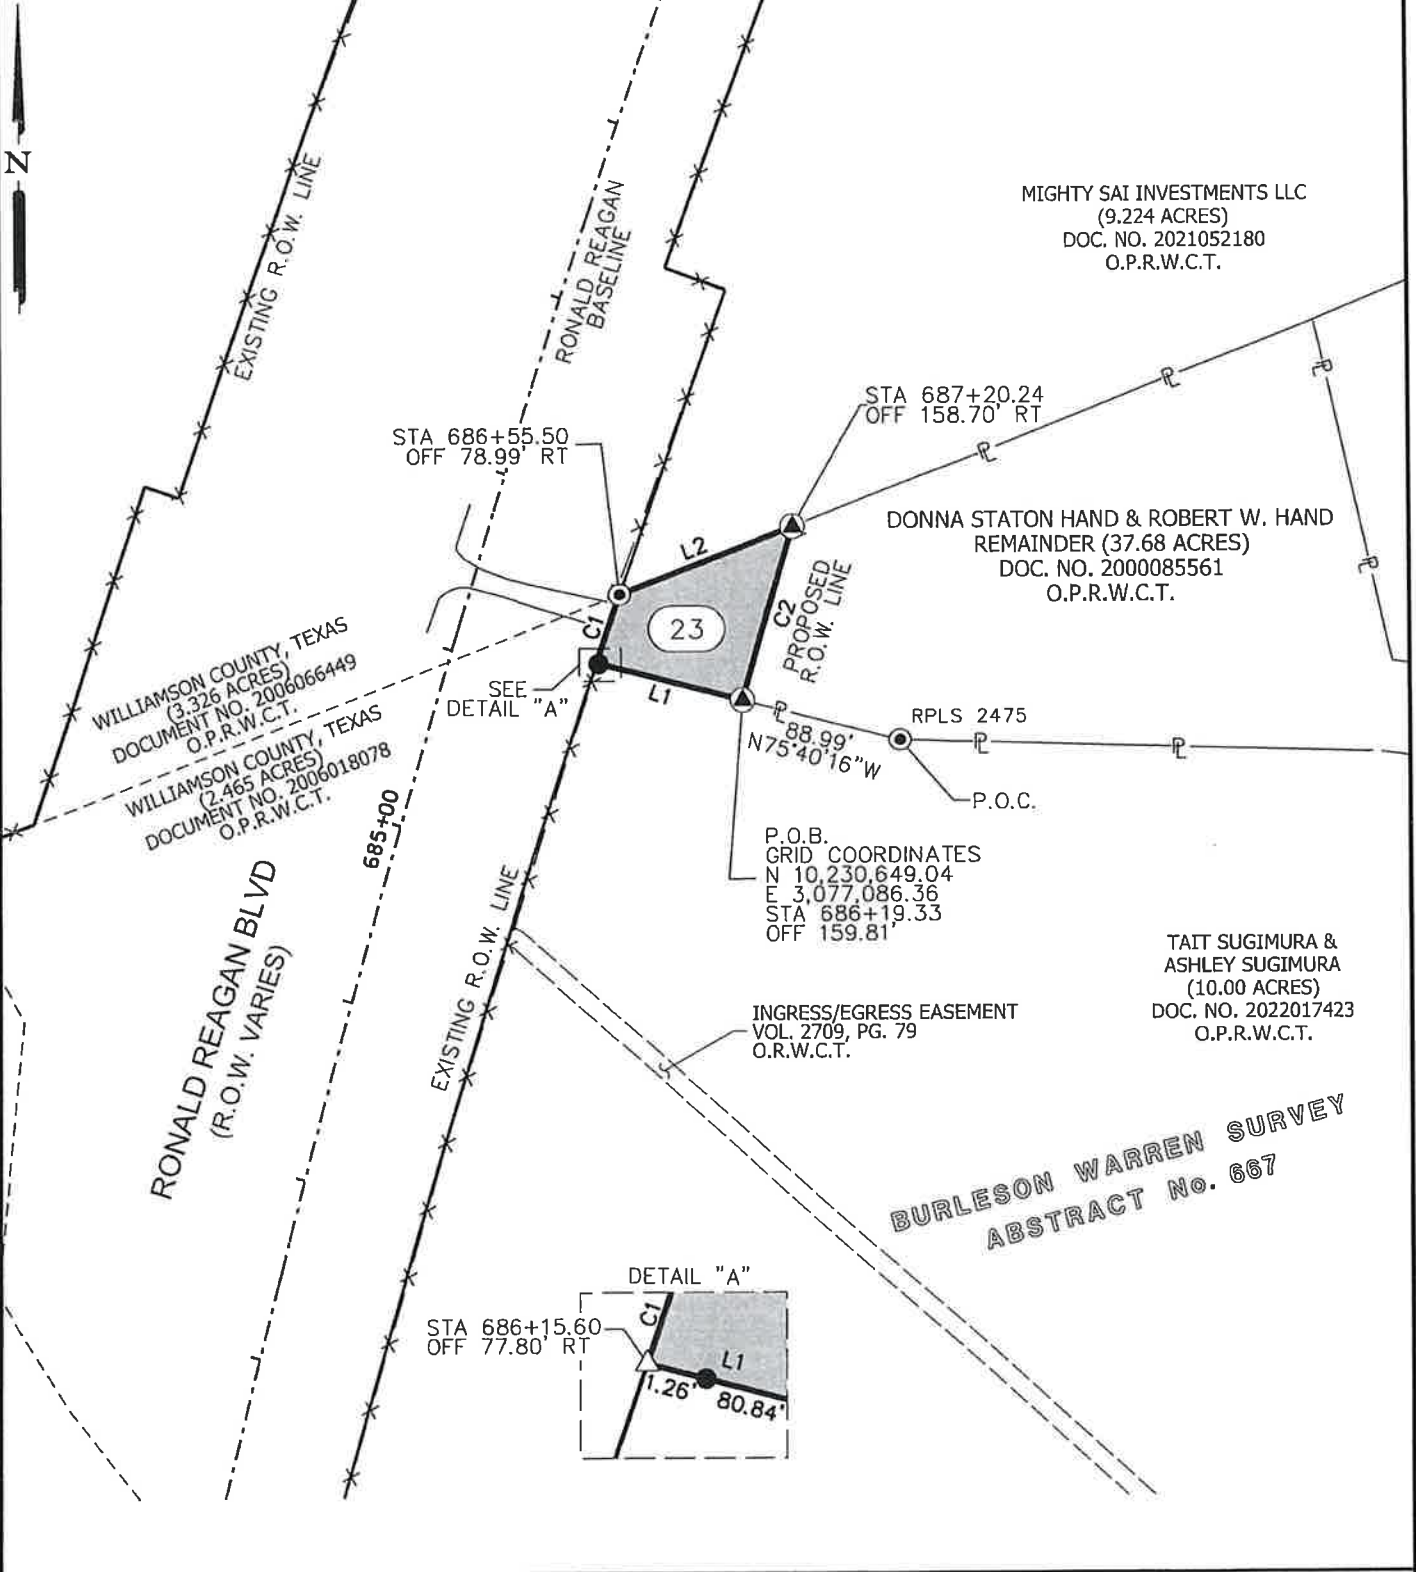 N
EXISTING R.O.W. LINE
RONALD REAGAN
BASELINE
MIGHTY SAI INVESTMENTS LLC
(9.224 ACRES)
DOC. NO. 2021052180
O.P.R.W.C.T.
STA 687+20.24
OFF 158.70' RT
STA 686+55.50
OFF 78.99' RT
DONNA STATON HAND & ROBERT W. HAND
REMAINDER (37.68 ACRES)
DOC. NO. 2000085561
O.P.R.W.C.T.
L2
C1
23
C2
PROPOSED
R.O.W. LINE
L1
SEE
DETAIL "A"
WILLIAMSON COUNTY, TEXAS
(3.326 ACRES)
DOCUMENT NO. 2006066449
O.P.R.W.C.T.
WILLIAMSON COUNTY, TEXAS
(2.465 ACRES)
DOCUMENT NO. 2006018078
O.P.R.W.C.T.
PL
PL
PL
PL
PL
PL
PL
88.99'
N75°40'16"W
RPLS 2475
P.O.C.
685+00
P.O.B.
GRID COORDINATES
N 10,230,649.04
E 3,077,086.36
STA 686+19.33
OFF 159.81'
RONALD REAGAN BLVD
(R.O.W. VARIES)
EXISTING R.O.W. LINE
TAIT SUGIMURA &
ASHLEY SUGIMURA
(10.00 ACRES)
DOC. NO. 2022017423
O.P.R.W.C.T.
INGRESS/EGRESS EASEMENT
VOL. 2709, PG. 79
O.R.W.C.T.
BURLESON WARREN SURVEY
ABSTRACT No. 667
DETAIL "A"
STA 686+15.60
OFF 77.80' RT
C1
L1
1.26'
80.84'